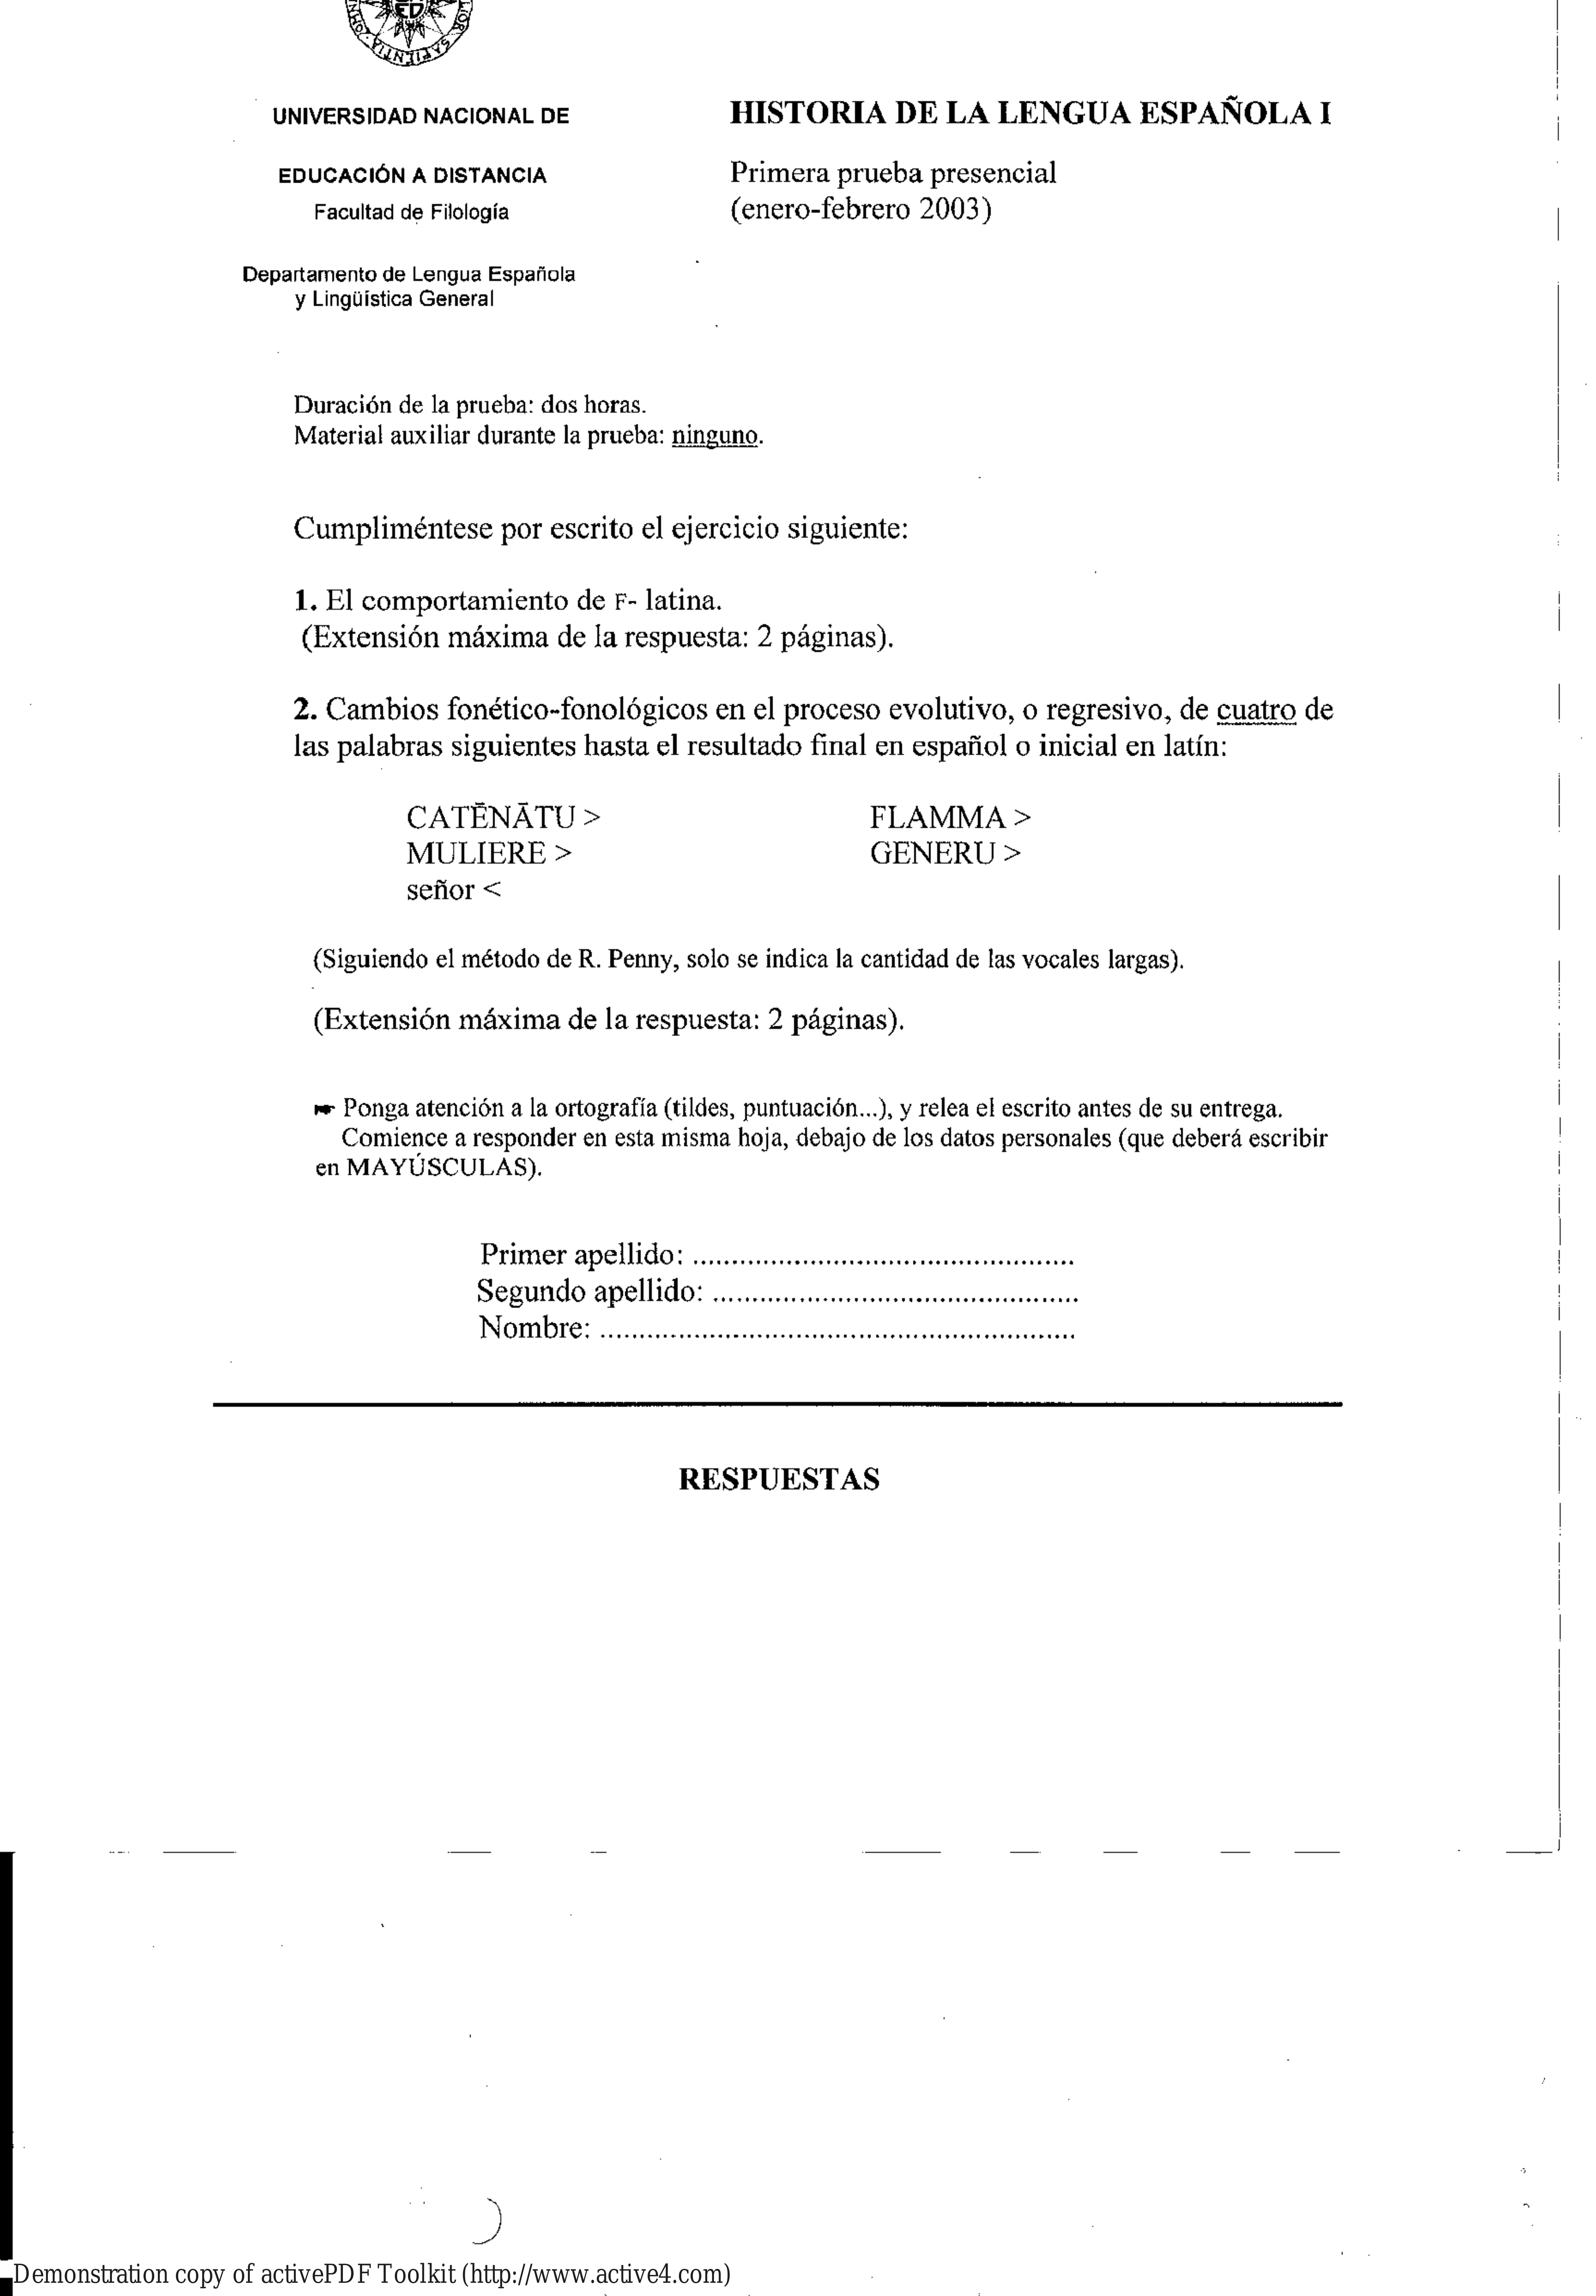 ED
SAPIENTIA
UNIVERSIDAD NACIONAL DE
EDUCACIÓN A DISTANCIA
Facultad de Filología
Departamento de Lengua Española
y Lingüística General
HISTORIA DE LA LENGUA ESPAÑOLA I
Primera prueba presencial
(enero-febrero 2003)
Duración de la prueba: dos horas.
Material auxiliar durante la prueba: ninguno.
Cumpliméntese por escrito el ejercicio siguiente:
1. El comportamiento de F- latina.
(Extensión máxima de la respuesta: 2 páginas).
2. Cambios fonético-fonológicos en el proceso evolutivo, o regresivo, de cuatro de
las palabras siguientes hasta el resultado final en español o inicial en latín:
CATĒNĀTU > FLAMMA >
MULIERE > GENERU >
señor <
(Siguiendo el método de R. Penny, solo se indica la cantidad de las vocales largas).
(Extensión máxima de la respuesta: 2 páginas).
☛ Ponga atención a la ortografía (tildes, puntuación...), y relea el escrito antes de su entrega.
Comience a responder en esta misma hoja, debajo de los datos personales (que deberá escribir
en MAYÚSCULAS).
Primer apellido: ................................................
Segundo apellido: ..............................................
Nombre: ............................................................
RESPUESTAS
Demonstration copy of activePDF Toolkit (http://www.active4.com)